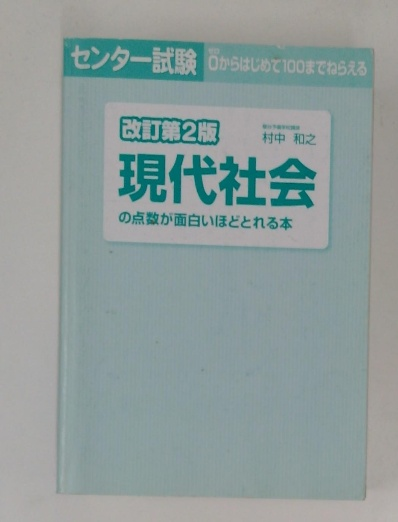 センター試験 0からはじめて100までねらえる
改訂第2版
村中 和之
現代社会
の点数が面白いほどとれる本